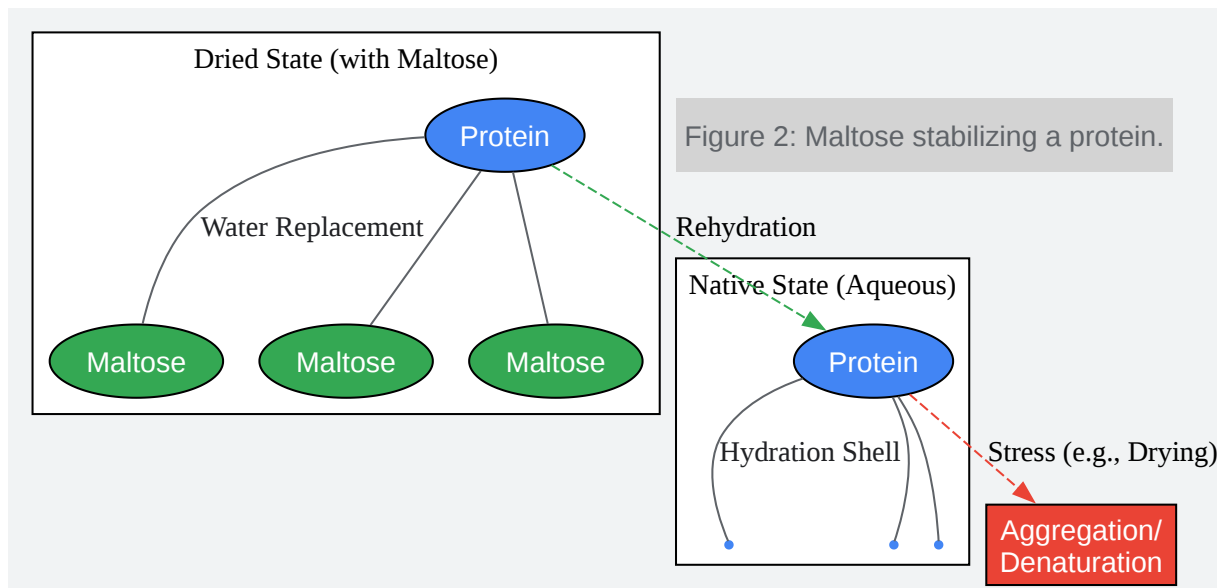 Dried State (with Maltose)
Protein
Figure 2: Maltose stabilizing a protein.
Water Replacement
Rehydration
Native State (Aqueous)
Maltose
Maltose
Maltose
Protein
Hydration Shell
Stress (e.g., Drying)
Aggregation/
Denaturation